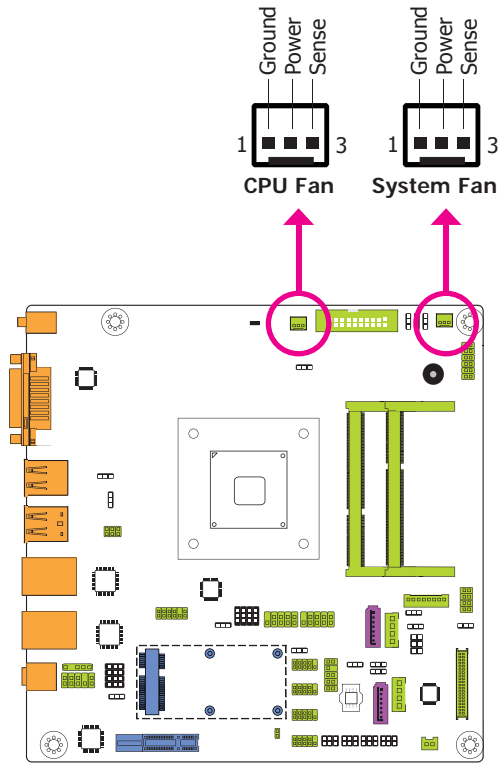 Ground
Power
Sense
1
3
CPU Fan
Ground
Power
Sense
1
3
System Fan